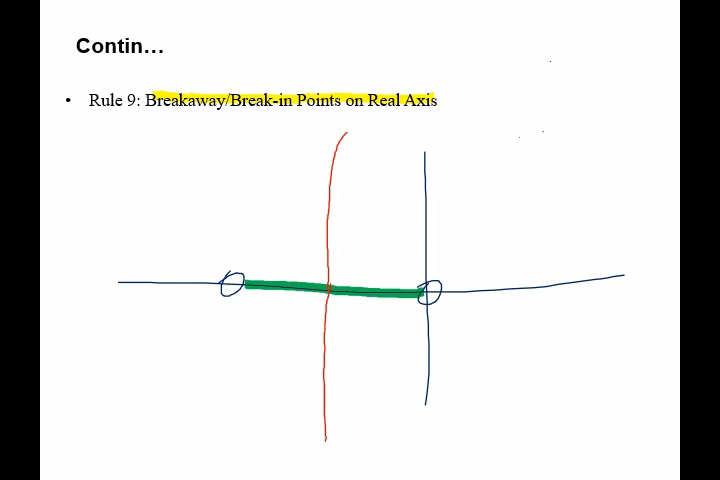 Contin…
• Rule 9: Breakaway/Break-in Points on Real Axis